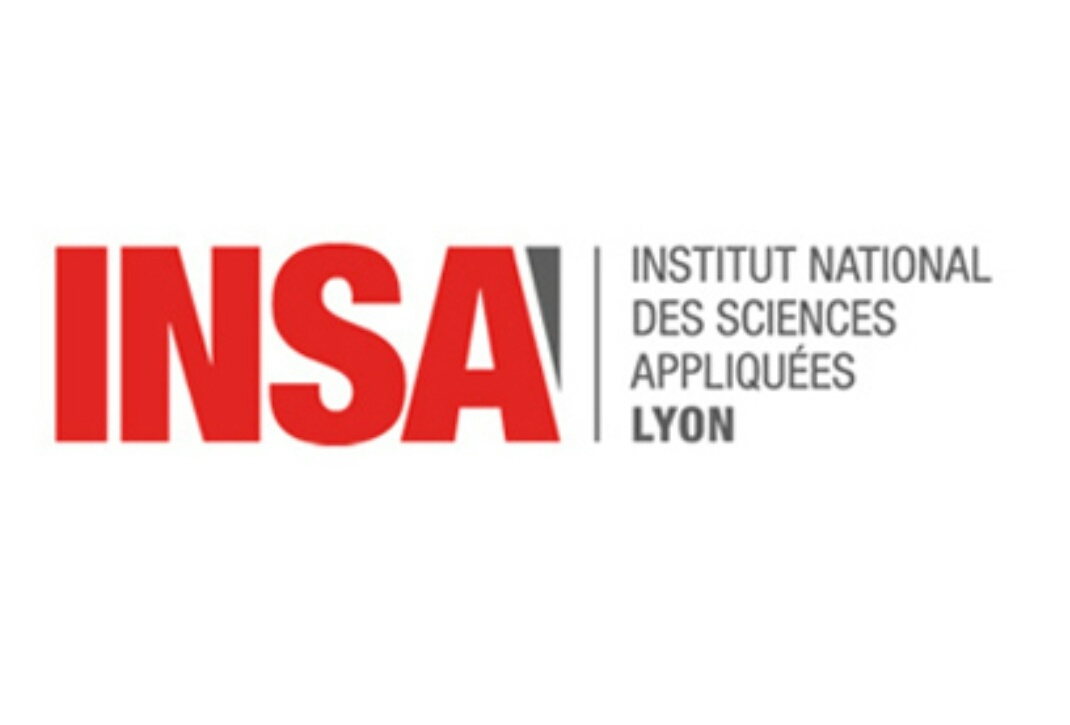 INSA
INSTITUT NATIONAL
DES SCIENCES
APPLIQUÉES
LYON